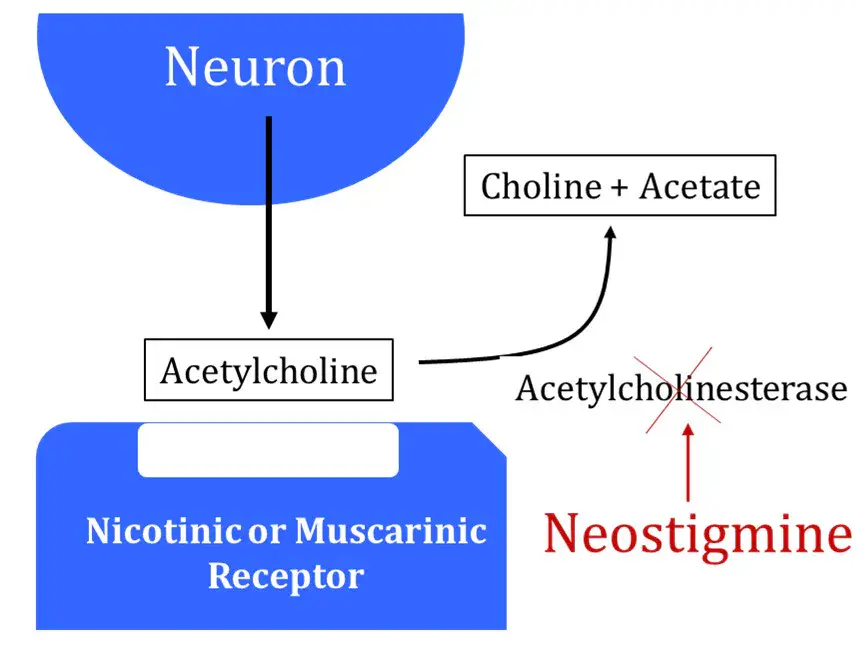 Neuron
Choline + Acetate
Acetylcholine
Acetylcholinesterase
Nicotinic or Muscarinic
Receptor
Neostigmine